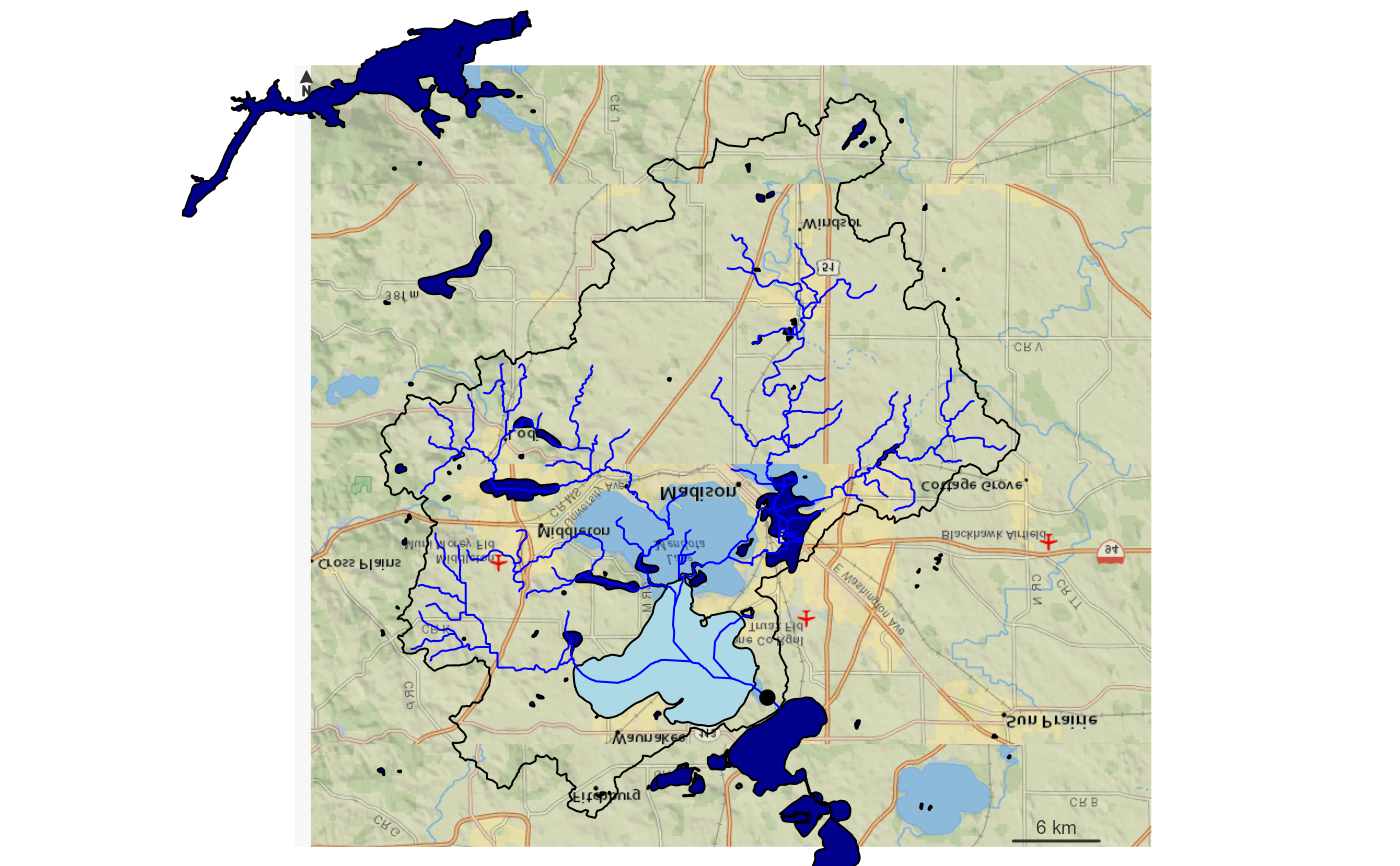 N
CR J
Windsor
51
381 m
CR V
Lodi
CR MS
University Ave
Madison
Cottage Grove
Middleton
Mendota
Lake
Muni Morey Fld
Middleton
Blackhawk Airfield
94
Cross Plains
CR M
E Washington Ave
CR N
CR TT
CR K
Truax Fld
ne Co Rgnl
CR P
Sun Prairie
Waunakee
113
Fitchburg
CR B
CR G
6 km